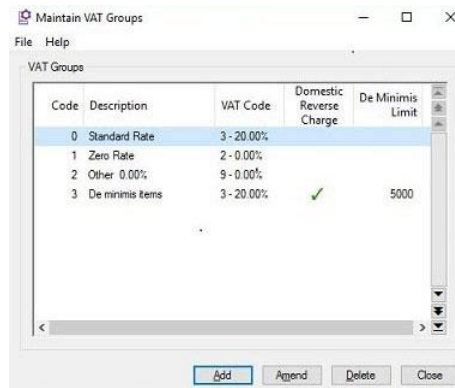 Maintain VAT Groups
File Help
VAT Groups
Code Description VAT Code Domestic Reverse Charge De Minimis Limit
0 Standard Rate 3 - 20.00%
1 Zero Rate 2 - 0.00%
2 Other 0.00% 9 - 0.00%
3 De minimis items 3 - 20.00% ✓ 5000
Add Amend Delete Close